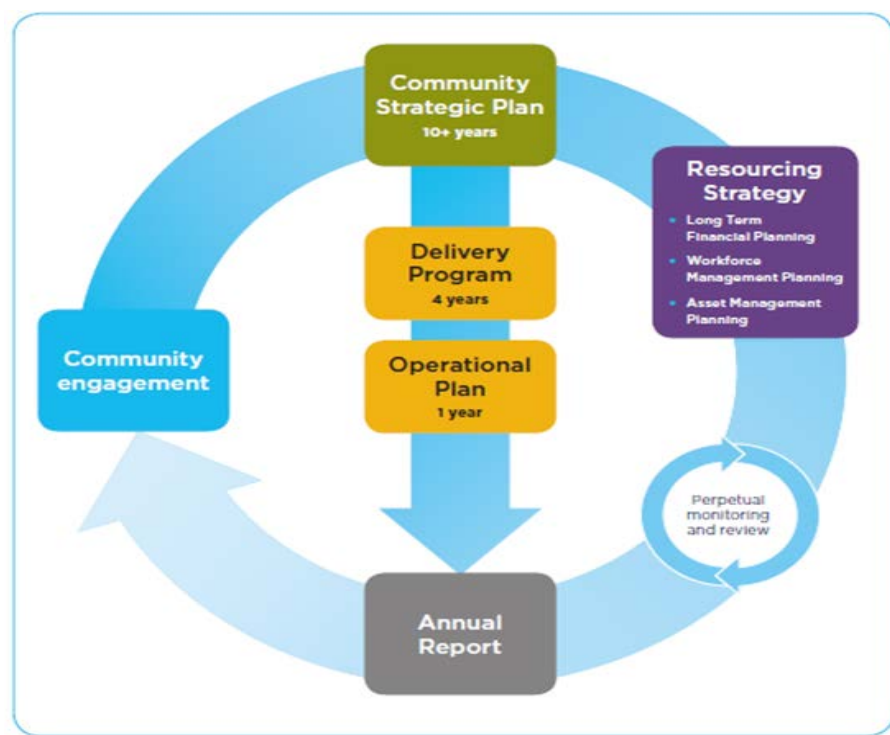 Community
Strategic Plan
10+ years
Resourcing
Strategy
• Long Term
Financial Planning
• Workforce
Management Planning
• Asset Management
Planning
Delivery
Program
4 years
Community
engagement
Operational
Plan
1 year
Perpetual
monitoring
and review
Annual
Report